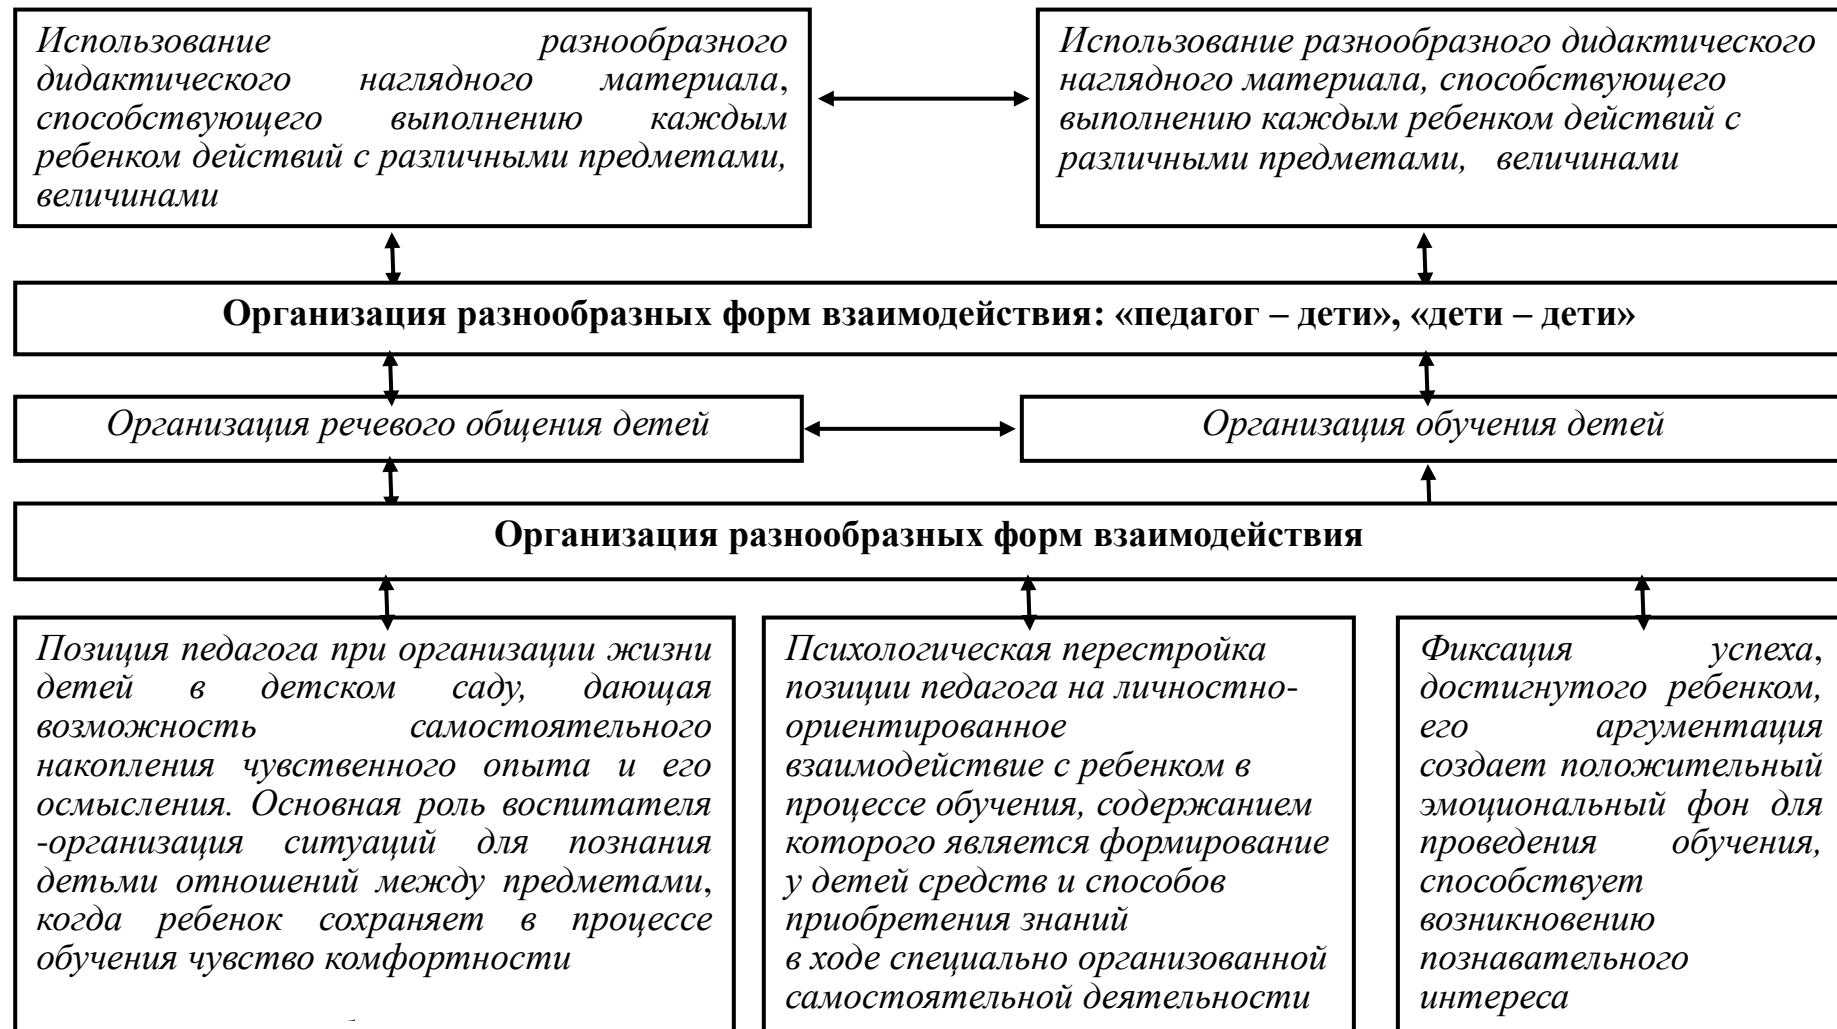 Использование разнообразного
дидактического наглядного материала,
способствующего выполнению каждым
ребенком действий с различными предметами,
величинами
Использование разнообразного дидактического
наглядного материала, способствующего
выполнению каждым ребенком действий с
различными предметами, величинами
Организация разнообразных форм взаимодействия: «педагог – дети», «дети – дети»
Организация речевого общения детей
Организация обучения детей
Организация разнообразных форм взаимодействия
Позиция педагога при организации жизни
детей в детском саду, дающая
возможность самостоятельного
накопления чувственного опыта и его
осмысления. Основная роль воспитателя
-организация ситуаций для познания
детьми отношений между предметами,
когда ребенок сохраняет в процессе
обучения чувство комфортности
Психологическая перестройка
позиции педагога на личностно-
ориентированное
взаимодействие с ребенком в
процессе обучения, содержанием
которого является формирование
у детей средств и способов
приобретения знаний
в ходе специально организованной
самостоятельной деятельности
Фиксация успеха,
достигнутого ребенком,
его аргументация
создает положительный
эмоциональный фон для
проведения обучения,
способствует
возникновению
познавательного
интереса